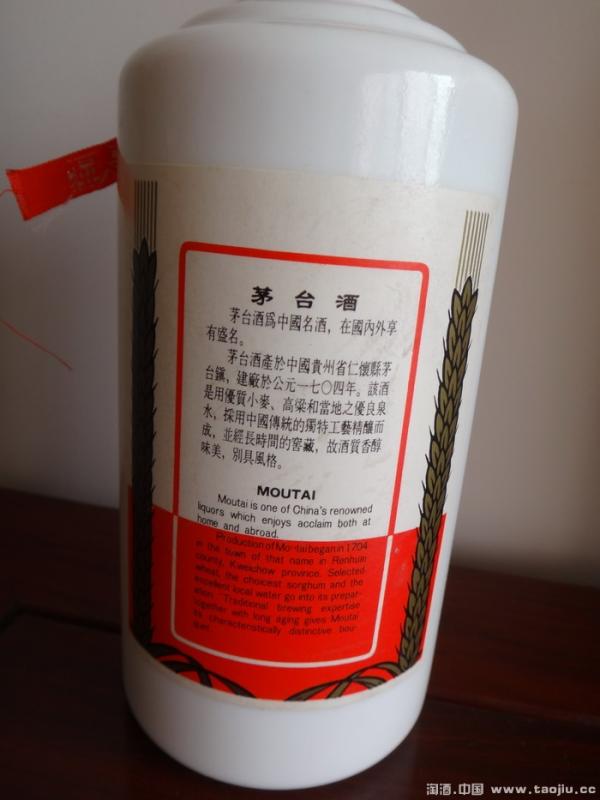 茅台酒
茅台酒爲中國名酒，在國內外享
有盛名。
茅台酒產於中國貴州省仁懷縣茅
台鎮，建廠於公元一七〇四年。該酒
是用優質小麥、高梁和當地之優良泉
水，採用中國傳統的獨特工藝精釀而
成，並經長時間的窖藏，故酒質香醇
味美，別具風格。
MOUTAI
Moutai is one of China's renowned
liquors which enjoys acclaim both at
home and abroad.
Production of Moutai began in 1704
in the town of that name in Renhuai
county, Kweichow province. Selected
wheat, the choicest sorghum and the
excellent local water go into its prepar-
ation. Traditional brewing expertise
together with long aging gives Moutai
its characteristically distinctive bou-
quet.
淘酒.中国 www.taojiu.cc